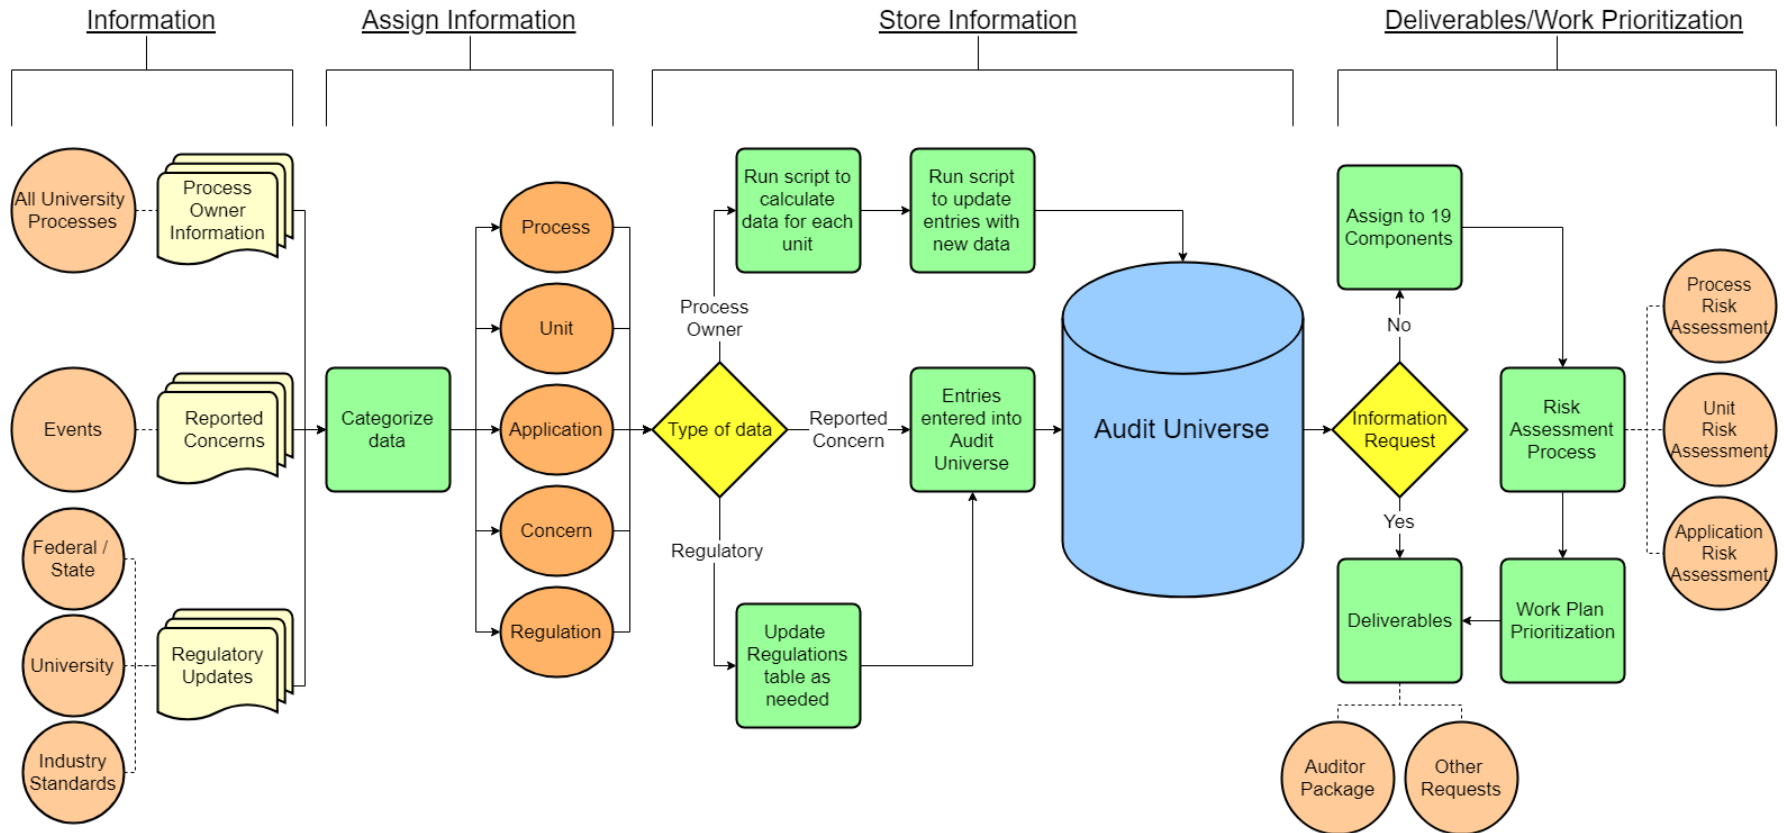 Information
Assign Information
Store Information
Deliverables/Work Prioritization
All University
Processes
Process
Owner
Information
Events
Reported
Concerns
Federal /
State
University
Industry
Standards
Regulatory
Updates
Categorize
data
Process
Unit
Application
Concern
Regulation
Type of data
Process
Owner
Reported
Concern
Regulatory
Run script to
calculate
data for each
unit
Run script
to update
entries with
new data
Entries
entered into
Audit
Universe
Update
Regulations
table as
needed
Audit Universe
Information
Request
No
Yes
Assign to 19
Components
Risk
Assessment
Process
Process
Risk
Assessment
Unit
Risk
Assessment
Application
Risk
Assessment
Work Plan
Prioritization
Deliverables
Auditor
Package
Other
Requests